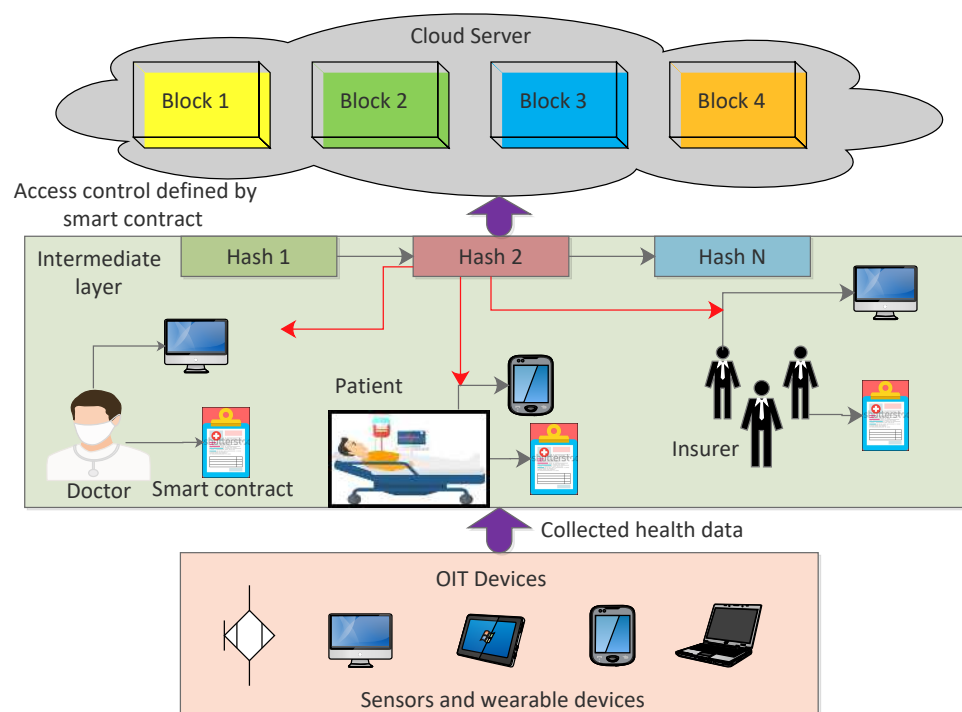 Cloud Server
Block 1
Block 2
Block 3
Block 4
Access control defined by
smart contract
Intermediate
layer
Hash 1
Hash 2
Hash N
Patient
Insurer
Doctor
Smart contract
Collected health data
OIT Devices
Sensors and wearable devices